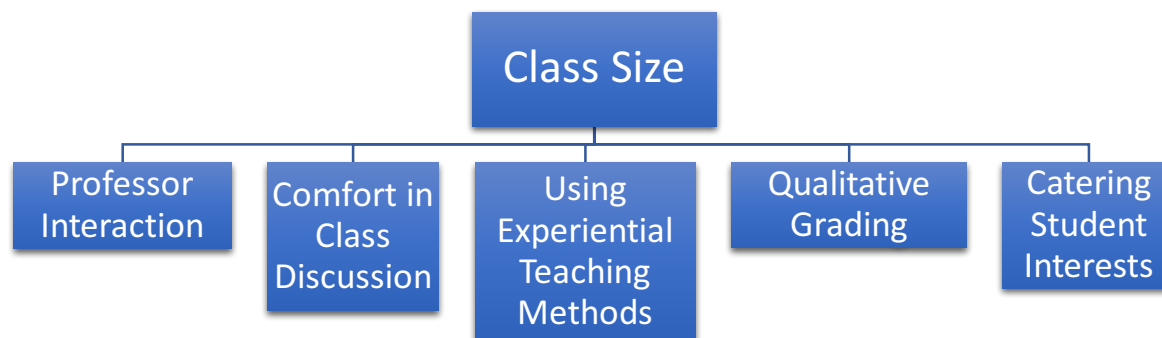 Class Size
Professor
Interaction
Comfort in
Class
Discussion
Using
Experiential
Teaching
Methods
Qualitative
Grading
Catering
Student
Interests